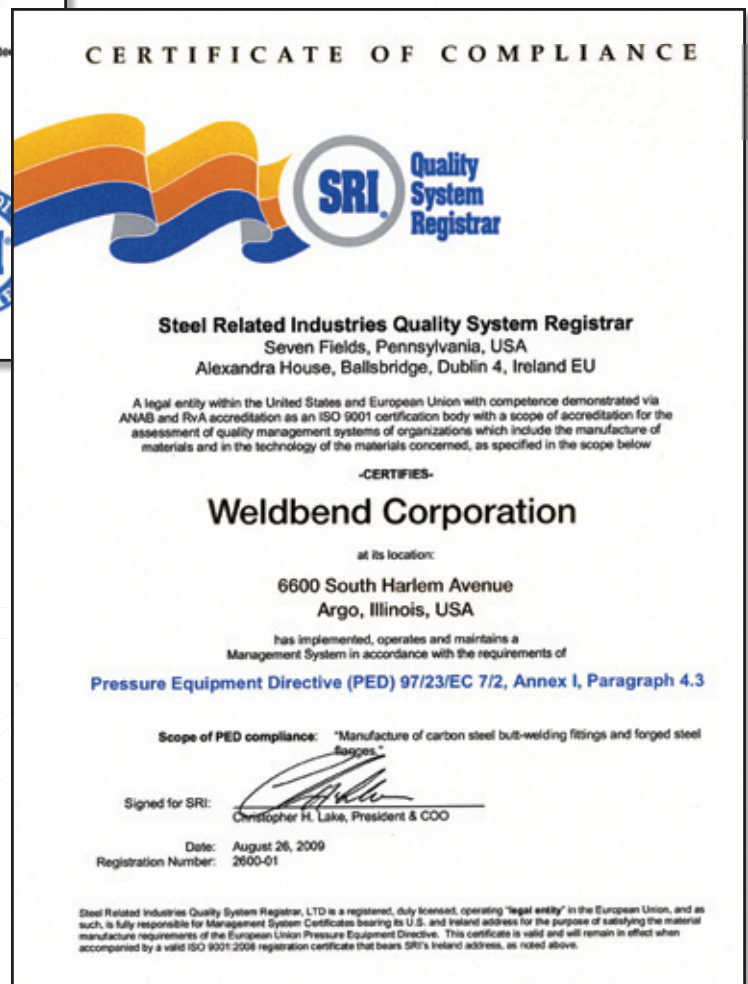 CERTIFICATE OF COMPLIANCE
SRI
Quality
System
Registrar
Steel Related Industries Quality System Registrar
Seven Fields, Pennsylvania, USA
Alexandra House, Ballsbridge, Dublin 4, Ireland EU
A legal entity within the United States and European Union with competence demonstrated via
ANAB and RvA accreditation as an ISO 9001 certification body with a scope of accreditation for the
assessment of quality management systems of organizations which include the manufacture of
materials and in the technology of the materials concerned, as specified in the scope below
-CERTIFIES-
Weldbend Corporation
at its location:
6600 South Harlem Avenue
Argo, Illinois, USA
has implemented, operates and maintains a
Management System in accordance with the requirements of
Pressure Equipment Directive (PED) 97/23/EC 7/2, Annex I, Paragraph 4.3
Scope of PED compliance: "Manufacture of carbon steel butt-welding fittings and forged steel
flanges."
Signed for SRI:
Christopher H. Lake, President & COO
Date: August 26, 2009
Registration Number: 2600-01
Steel Related Industries Quality System Registrar, LTD is a registered, duly licensed, operating "legal entity" in the European Union, and as
such, is fully responsible for Management System Certificates bearing its U.S. and Ireland address for the purpose of satisfying the material
manufacture requirements of the European Union Pressure Equipment Directive. This certificate is valid and will remain in effect when
accompanied by a valid ISO 9001:2008 registration certificate that bears SRI's Ireland address, as noted above.